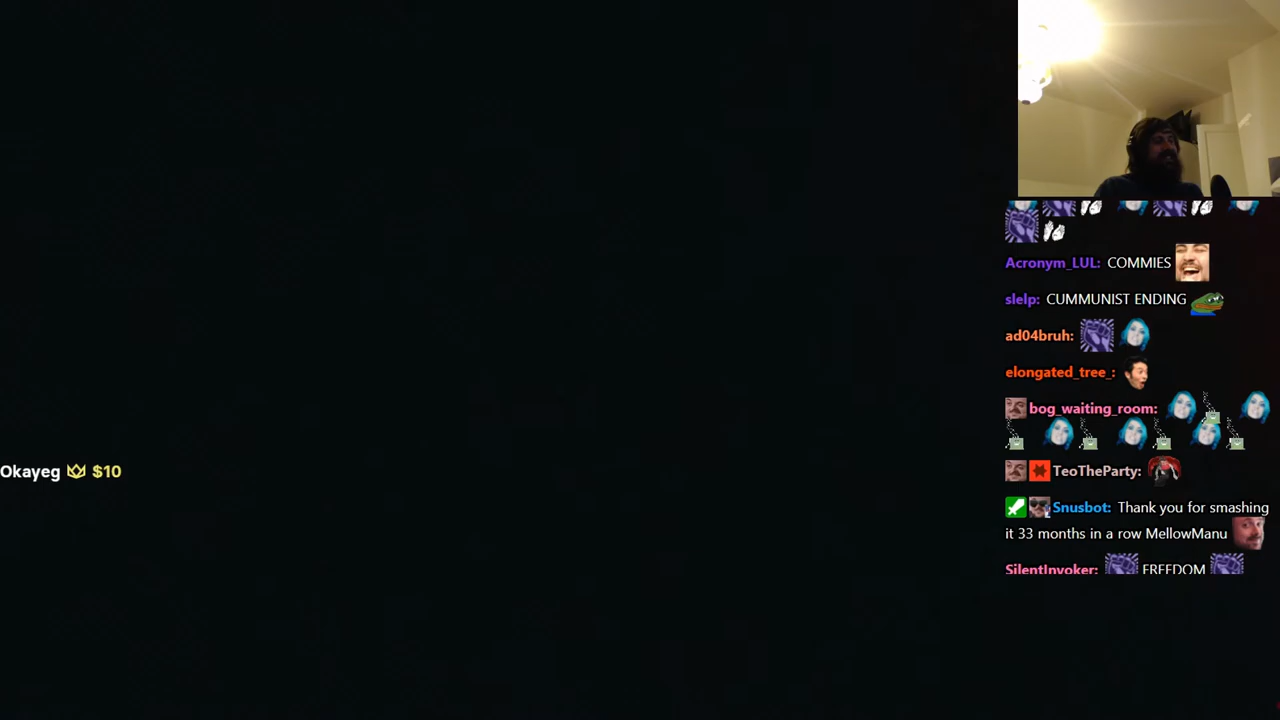 Acronym_LUL: COMMIES
slelp: CUMMUNIST ENDING
ad04bruh:
elongated_tree_:
bog_waiting_room:
Okayeg $10
TeoTheParty:
Snusbot: Thank you for smashing
it 33 months in a row MellowManu
SilentInvoker: FREEDOM